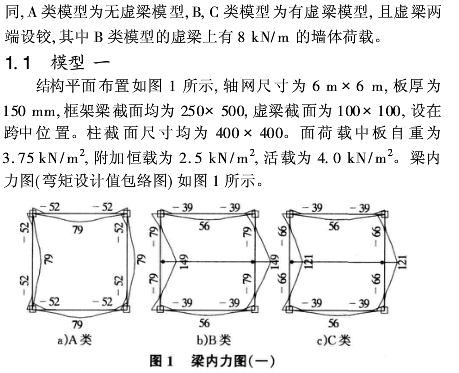 同, A 类模型为无虚梁模型, B, C 类模型为有虚梁模型, 且虚梁两
端设铰, 其中 B 类模型的虚梁上有 8 kN/m 的墙体荷载。
1.1 模型一
结构平面布置如图 1 所示, 轴网尺寸为 6 m×6 m, 板厚为
150 mm, 框架梁截面均为 250× 500, 虚梁截面为 100× 100, 设在
跨中位置。柱截面尺寸均为 400 × 400。面荷载中板自重为
3.75 kN/m², 附加恒载为 2.5 kN/m², 活载为 4.0 kN/m²。梁内
力图(弯矩设计值包络图) 如图 1 所示。
-52 -52 -39 -39 -39 -39
79 56 56
-52 -52 -79 -79 -66 -66
79 79 149 149 121 121
-52 -52 -79 -79 -66 -66
-52 -52 -39 -39 -39 -39
79 56 56
a)A 类 b)B 类 c)C 类
图 1 梁内力图(一)